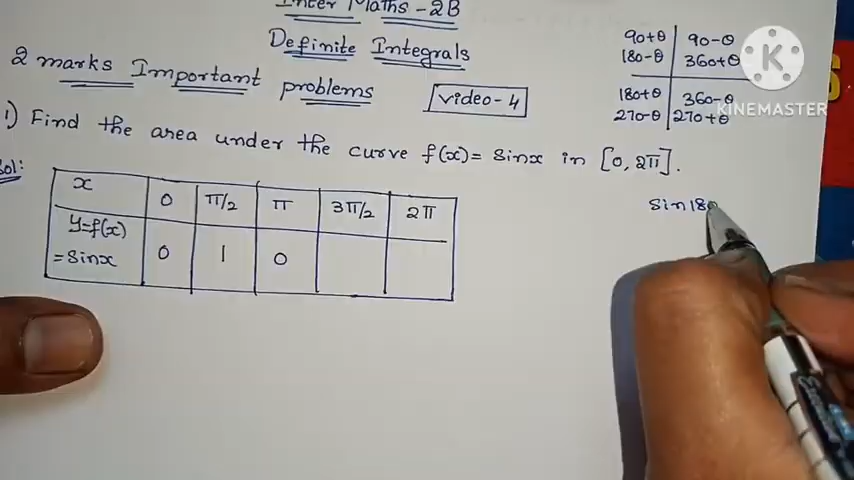 Inter Maths-2B
Definite Integrals
2 marks Important problems
video-4
90+θ 90-θ
180-θ 360+θ
180+θ 360-θ
270-θ 270+θ
K
KINEMASTER
1) Find the area under the curve f(x)= sinx in [0, 2π].
Sol:
x 0 π/2 π 3π/2 2π
y=f(x)
=sinx 0 1 0
sin180